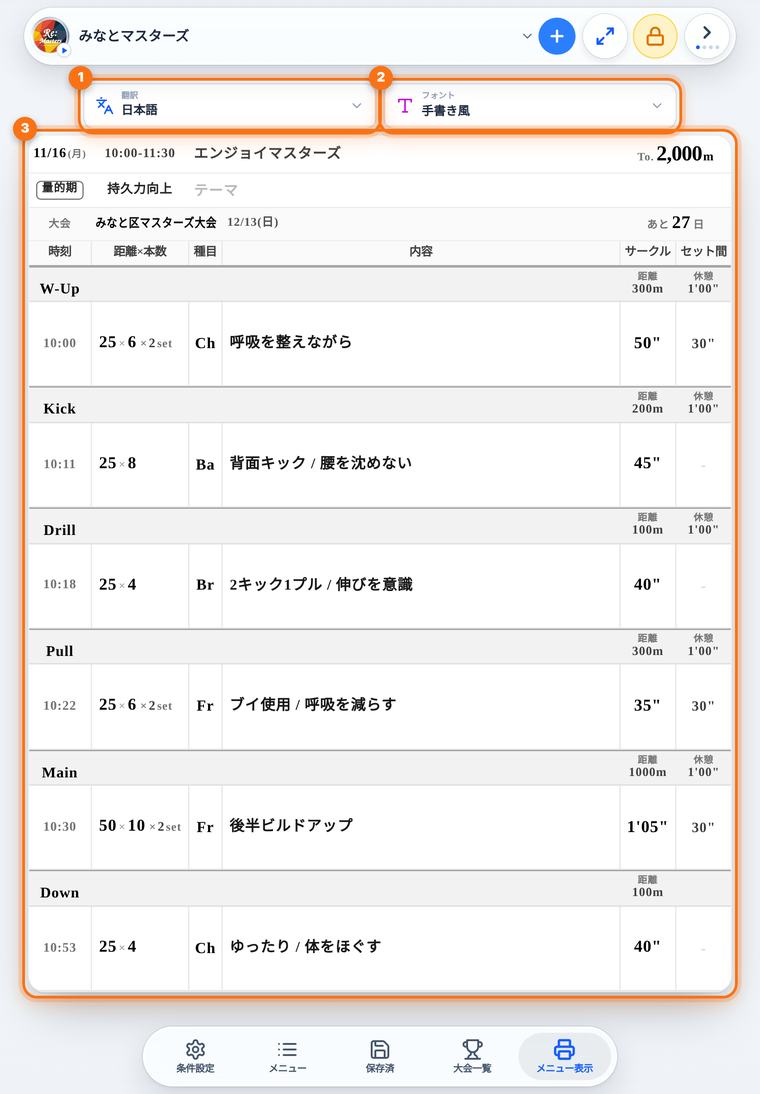 Re:
Masters
みなとマスターズ
1
翻訳
日本語
2
フォント
手書き風
3
11/16(月) 10:00-11:30 エンジョイマスターズ To. 2,000m
量的期 持久力向上 テーマ
大会 みなと区マスターズ大会 12/13(日) あと 27 日
時刻 距離×本数 種目 内容 サークル セット間
W-Up 距離 300m 休憩 1'00"
10:00 25×6×2set Ch 呼吸を整えながら 50" 30"
Kick 距離 200m 休憩 1'00"
10:11 25×8 Ba 背面キック / 腰を沈めない 45" -
Drill 距離 100m 休憩 1'00"
10:18 25×4 Br 2キック1プル / 伸びを意識 40" -
Pull 距離 300m 休憩 1'00"
10:22 25×6×2set Fr ブイ使用 / 呼吸を減らす 35" 30"
Main 距離 1000m 休憩 1'00"
10:30 50×10×2set Fr 後半ビルドアップ 1'05" 30"
Down 距離 100m
10:53 25×4 Ch ゆったり / 体をほぐす 40" -
条件設定 メニュー 保存済 大会一覧 メニュー表示